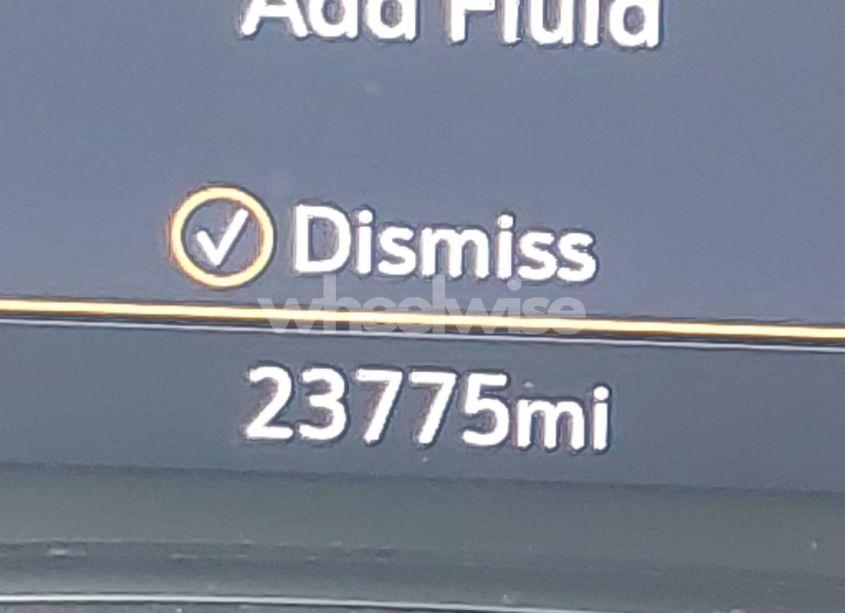 Add Fluid
Dismiss
wheelwise
23775mi